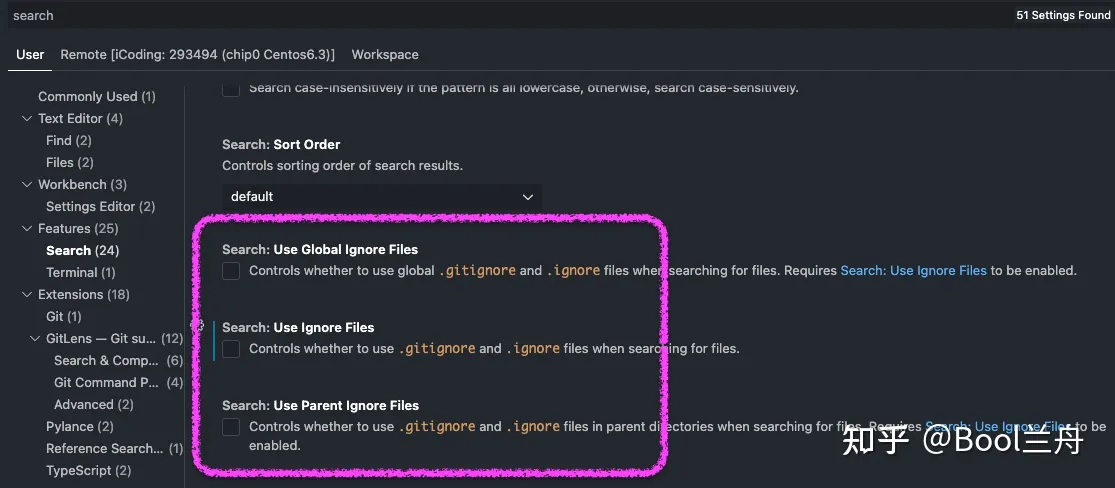 search
51 Settings Found
User Remote [iCoding: 293494 (chip0 Centos6.3)] Workspace
Commonly Used (1)
Text Editor (4)
Find (2)
Files (2)
Workbench (3)
Settings Editor (2)
Features (25)
Search (24)
Terminal (1)
Extensions (18)
Git (1)
GitLens — Git su... (12)
Search & Comp... (6)
Git Command P... (4)
Advanced (2)
Pylance (2)
Reference Search... (1)
TypeScript (2)
Search case-insensitively if the pattern is all lowercase, otherwise, search case-sensitively.
Search: Sort Order
Controls sorting order of search results.
default
Search: Use Global Ignore Files
Controls whether to use global .gitignore and .ignore files when searching for files. Requires Search: Use Ignore Files to be enabled.
Search: Use Ignore Files
Controls whether to use .gitignore and .ignore files when searching for files.
Search: Use Parent Ignore Files
Controls whether to use .gitignore and .ignore files in parent directories when searching for files. Requires Search: Use Ignore Files to be
enabled.
知乎 @Bool兰舟